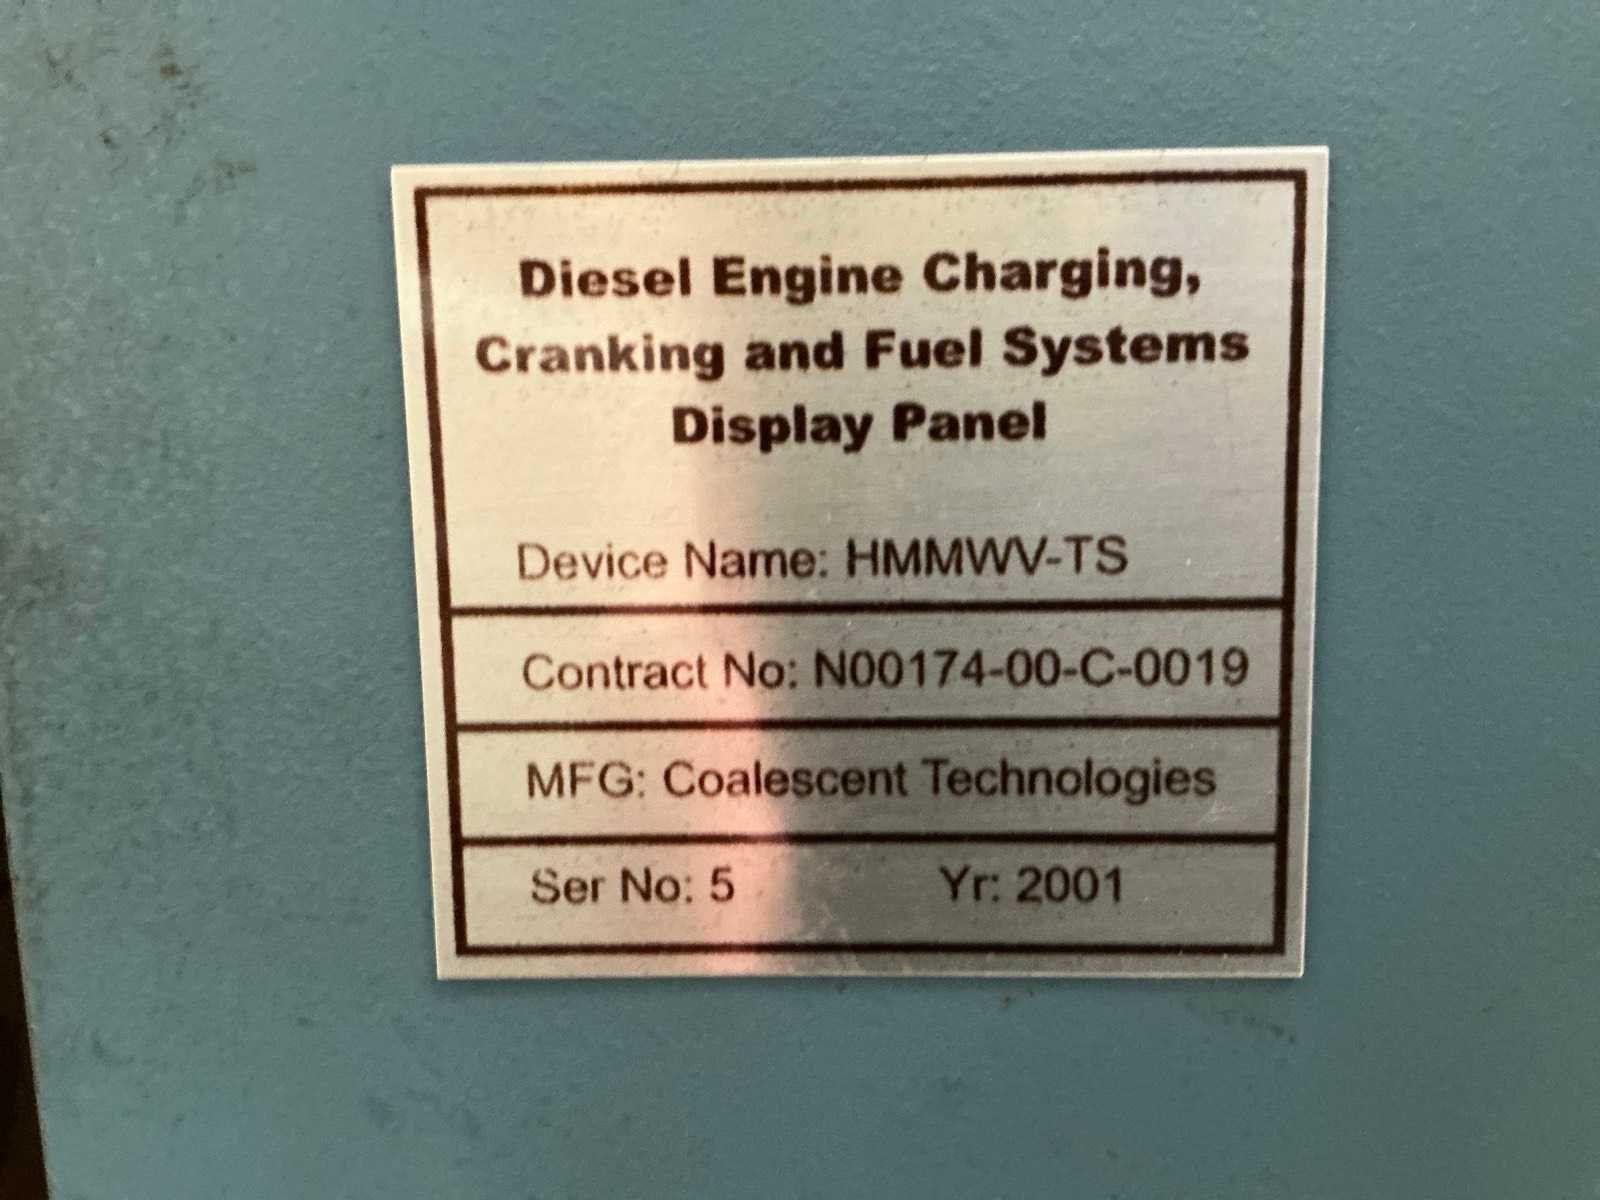 Diesel Engine Charging,
Cranking and Fuel Systems
Display Panel
Device Name: HMMWV-TS
Contract No: N00174-00-C-0019
MFG: Coalescent Technologies
Ser No: 5 Yr: 2001